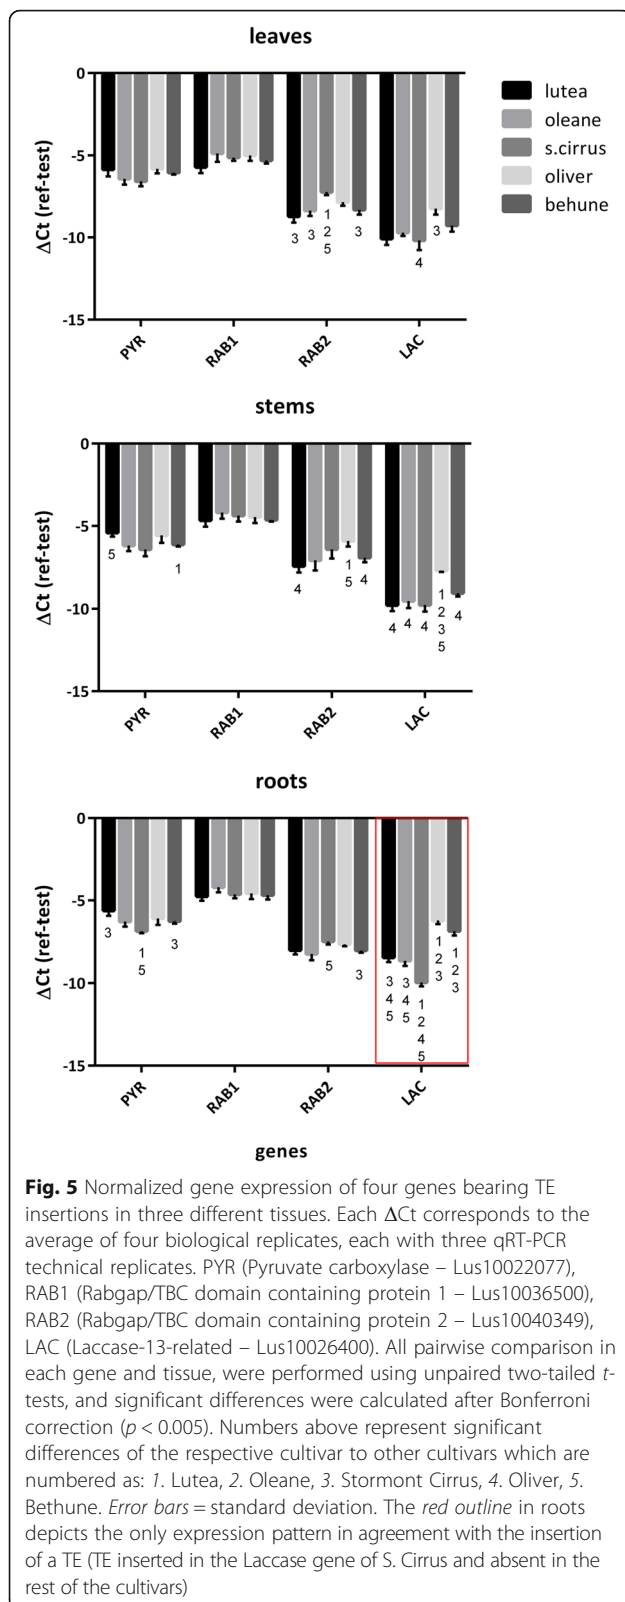 leaves
0
-5
-10
-15
ΔCt (ref-test)
3 3 1 3 3
2 4
5
PYR RAB1 RAB2 LAC
lutea
oleane
s.cirrus
oliver
behune
stems
0
-5
-10
-15
ΔCt (ref-test)
5 1 4 1 4 4 4 4 1 4
5 2
3
5
PYR RAB1 RAB2 LAC
roots
0
-5
-10
-15
ΔCt (ref-test)
3 1 3 5 3 3 3 1 1 1
5 4 4 2 2 2
5 5 4 3 3
5
PYR RAB1 RAB2 LAC
genes
Fig. 5 Normalized gene expression of four genes bearing TE
insertions in three different tissues. Each ΔCt corresponds to the
average of four biological replicates, each with three qRT-PCR
technical replicates. PYR (Pyruvate carboxylase – Lus10022077),
RAB1 (Rabgap/TBC domain containing protein 1 – Lus10036500),
RAB2 (Rabgap/TBC domain containing protein 2 – Lus10040349),
LAC (Laccase-13-related – Lus10026400). All pairwise comparison in
each gene and tissue, were performed using unpaired two-tailed t-
tests, and significant differences were calculated after Bonferroni
correction (p < 0.005). Numbers above represent significant
differences of the respective cultivar to other cultivars which are
numbered as: 1. Lutea, 2. Oleane, 3. Stormont Cirrus, 4. Oliver, 5.
Bethune. Error bars = standard deviation. The red outline in roots
depicts the only expression pattern in agreement with the insertion
of a TE (TE inserted in the Laccase gene of S. Cirrus and absent in the
rest of the cultivars)